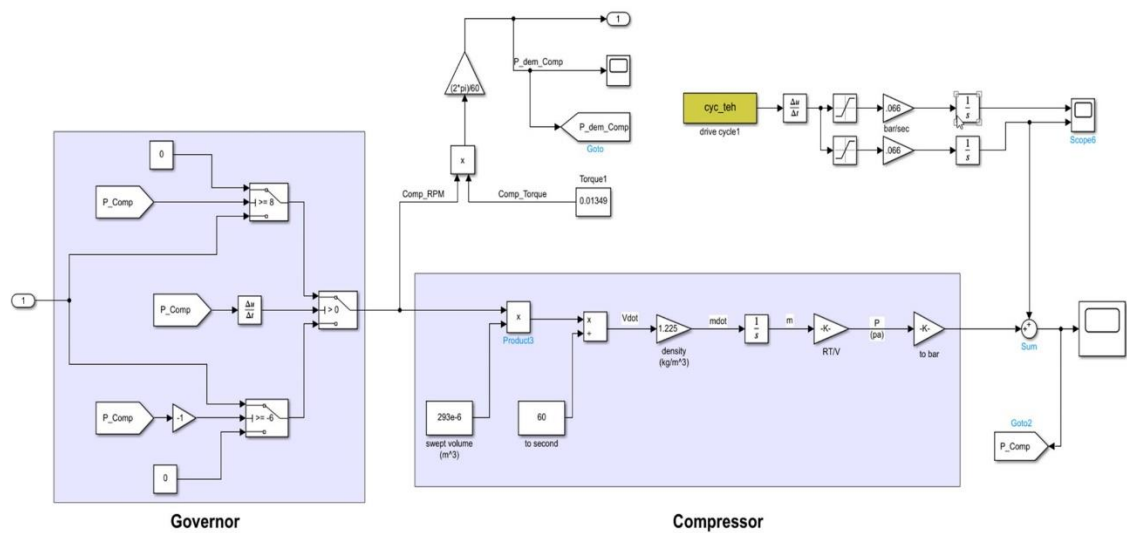 1
P_dem_Comp
(2*pi)/60
P_dem_Comp
Goto
cyc_teh
drive cycle1
Δu
Δt
.066
bar/sec
1
s
Scope6
.066
1
s
x
Torque1
0.01349
Comp_RPM
Comp_Torque
0
P_Comp
>= 8
1
P_Comp
Δu
Δt
> 0
P_Comp
-1
>= -6
0
x
Product3
x
÷
Vdot
1.225
density
(kg/m^3)
mdot
1
s
m
-K-
RT/V
P
(pa)
-K-
to bar
+
+
Sum
293e-6
swept volume
(m^3)
60
to second
Goto2
P_Comp
Governor
Compressor